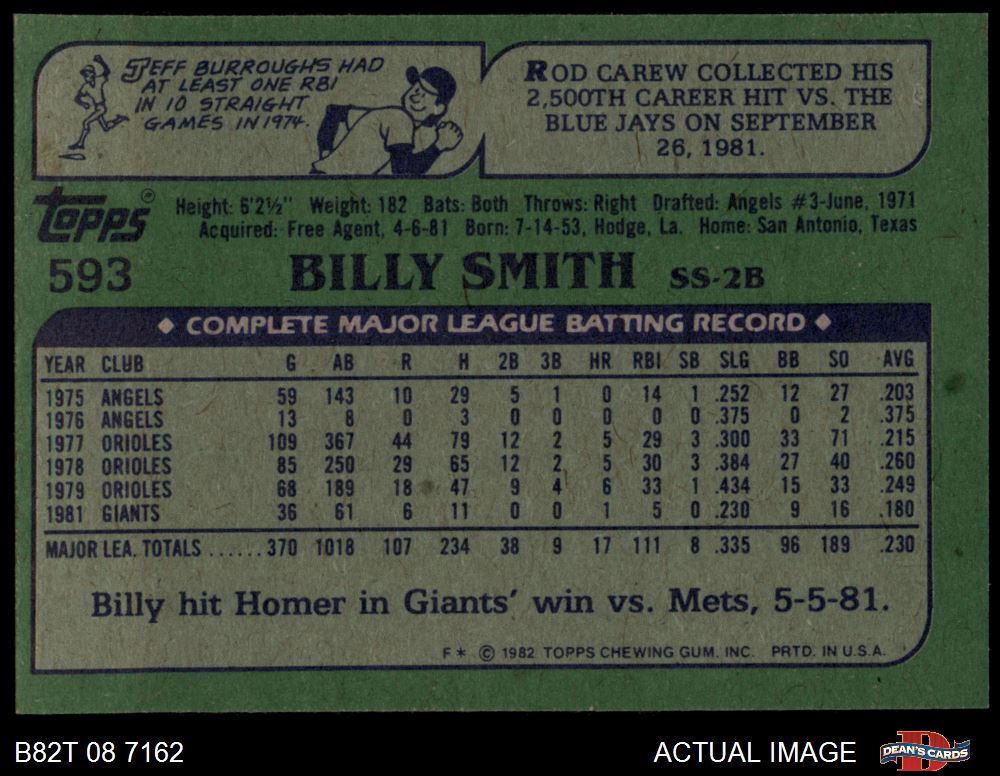 JEFF BURROUGHS HAD
AT LEAST ONE RBI
IN 10 STRAIGHT
GAMES IN 1974.
ROD CAREW COLLECTED HIS
2,500TH CAREER HIT VS. THE
BLUE JAYS ON SEPTEMBER
26, 1981.
Topps®
Height: 6'2½" Weight: 182 Bats: Both Throws: Right Drafted: Angels #3-June, 1971
Acquired: Free Agent, 4-6-81 Born: 7-14-53, Hodge, La. Home: San Antonio, Texas
593 BILLY SMITH SS-2B
◆ COMPLETE MAJOR LEAGUE BATTING RECORD ◆
YEAR CLUB G AB R H 2B 3B HR RBI SB SLG BB SO AVG
1975 ANGELS 59 143 10 29 5 1 0 14 1 .252 12 27 .203
1976 ANGELS 13 8 0 3 0 0 0 0 0 .375 0 2 .375
1977 ORIOLES 109 367 44 79 12 2 5 29 3 .300 33 71 .215
1978 ORIOLES 85 250 29 65 12 2 5 30 3 .384 27 40 .260
1979 ORIOLES 68 189 18 47 9 4 6 33 1 .434 15 33 .249
1981 GIANTS 36 61 6 11 0 0 1 5 0 .230 9 16 .180
MAJOR LEA. TOTALS ......370 1018 107 234 38 9 17 111 8 .335 96 189 .230
Billy hit Homer in Giants' win vs. Mets, 5-5-81.
F* © 1982 TOPPS CHEWING GUM. INC. PRTD. IN U.S.A.
B82T 08 7162 ACTUAL IMAGE D DEAN'S CARDS